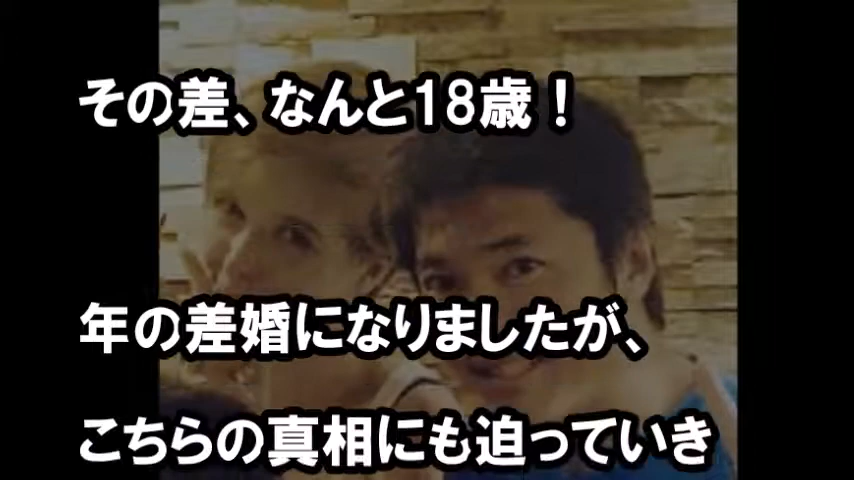 その差、なんと18歳！
年の差婚になりましたが、
こちらの真相にも迫っていき